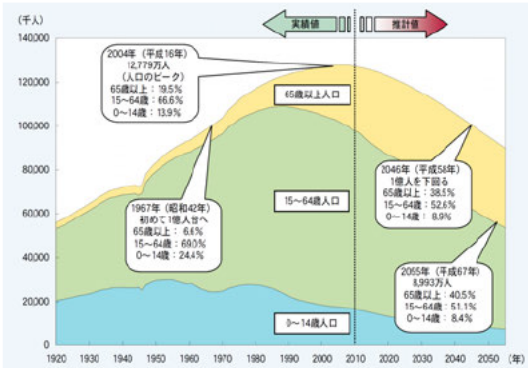 (千人)
実績値
推計値
140,000
120,000
100,000
80,000
60,000
40,000
20,000
0
2004年(平成16年)
12,779万人
(人口のピーク)
65歳以上:19.5%
15~64歳:66.6%
0~14歳:13.9%
65歳以上人口
1967年(昭和42年)
初めて1億人台へ
65歳以上: 6.6%
15~64歳:69.0%
0~14歳:24.4%
15~64歳人口
2046年(平成58年)
1億人を下回る
65歳以上:38.5%
15~64歳:52.6%
0~14歳: 8.9%
2055年(平成67年)
8,993万人
65歳以上:40.5%
15~64歳:51.1%
0~14歳: 8.4%
0~14歳人口
1920 1930 1940 1950 1960 1970 1980 1990 2000 2010 2020 2030 2040 2050 (年)